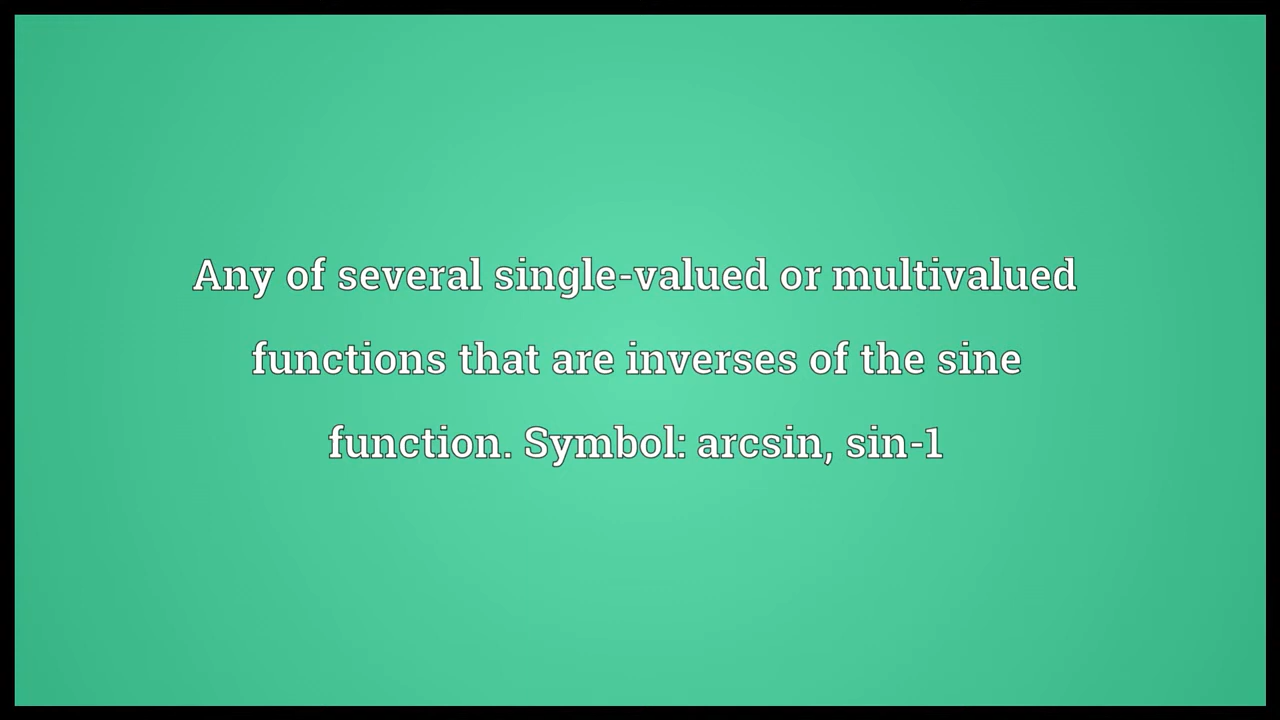 Any of several single-valued or multivalued
functions that are inverses of the sine
function. Symbol: arcsin, sin-1